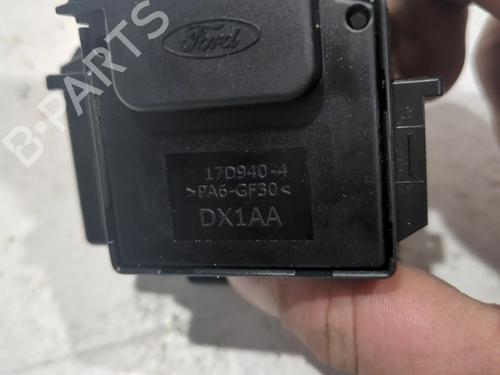 B-PARTS
Ford
17D940-4
>PA6-GF30<
DX1AA